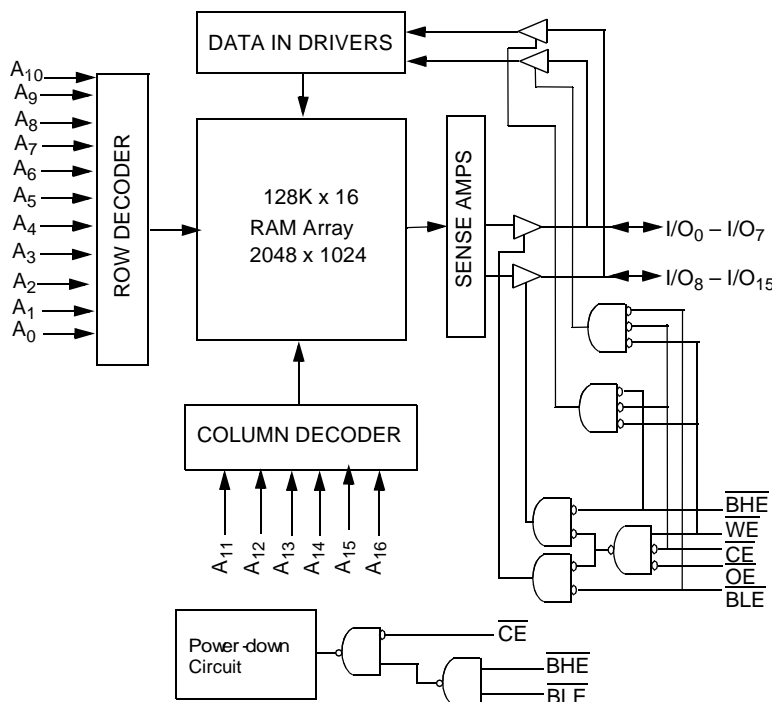 DATA IN DRIVERS
A10
A9
A8
A7
A6
A5
A4
A3
A2
A1
A0
ROW DECODER
128K x 16
RAM Array
2048 x 1024
SENSE AMPS
I/O0 – I/O7
I/O8 – I/O15
COLUMN DECODER
A11
A12
A13
A14
A15
A16
BHE
WE
CE
OE
BLE
Power-down
Circuit
CE
BHE
BLE